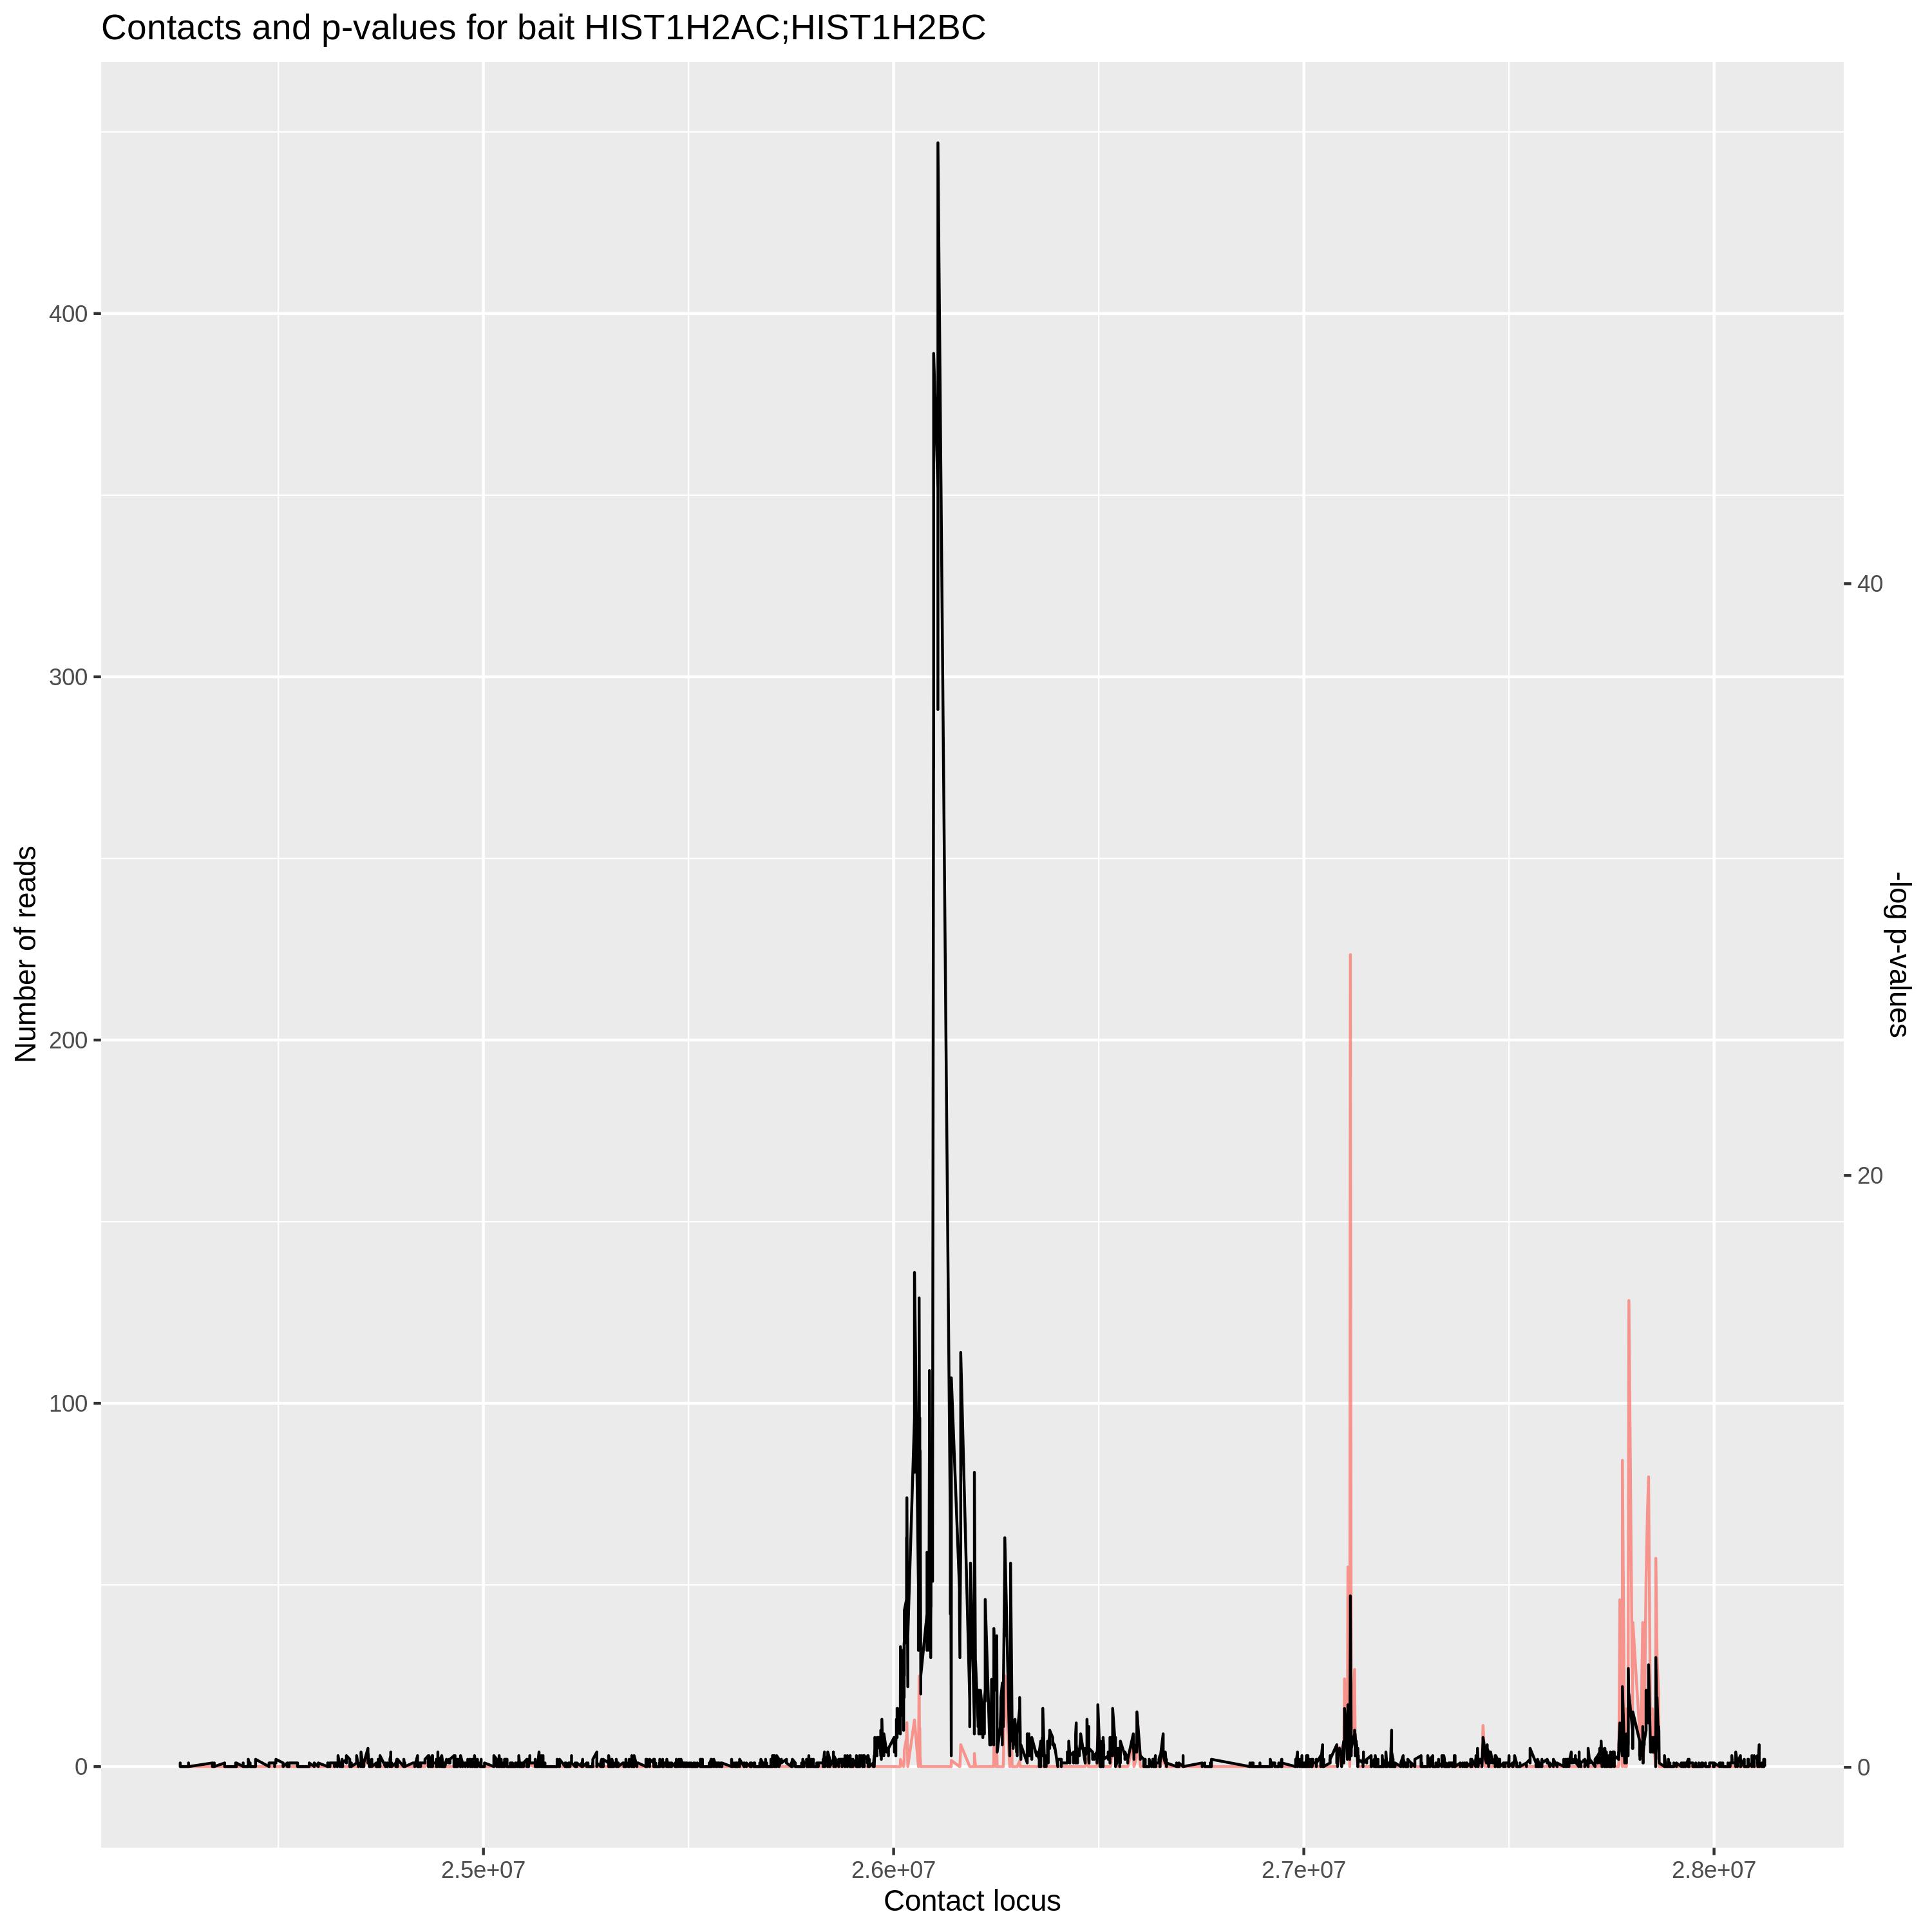 Contacts and p-values for bait HIST1H2AC;HIST1H2BC
Number of reads
400
300
200
100
0
40
20
0
-log p-values
2.5e+07
2.6e+07
2.7e+07
2.8e+07
Contact locus